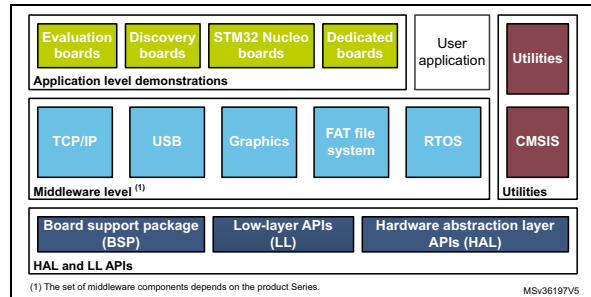 Evaluation
boards
Discovery
boards
STM32 Nucleo
boards
Dedicated
boards
Application level demonstrations
User
application
Utilities
TCP/IP
USB
Graphics
FAT file
system
RTOS
CMSIS
Middleware level (1)
Utilities
Board support package
(BSP)
Low-layer APIs
(LL)
Hardware abstraction layer
APIs (HAL)
HAL and LL APIs
(1) The set of middleware components depends on the product Series.
MSv36197V5